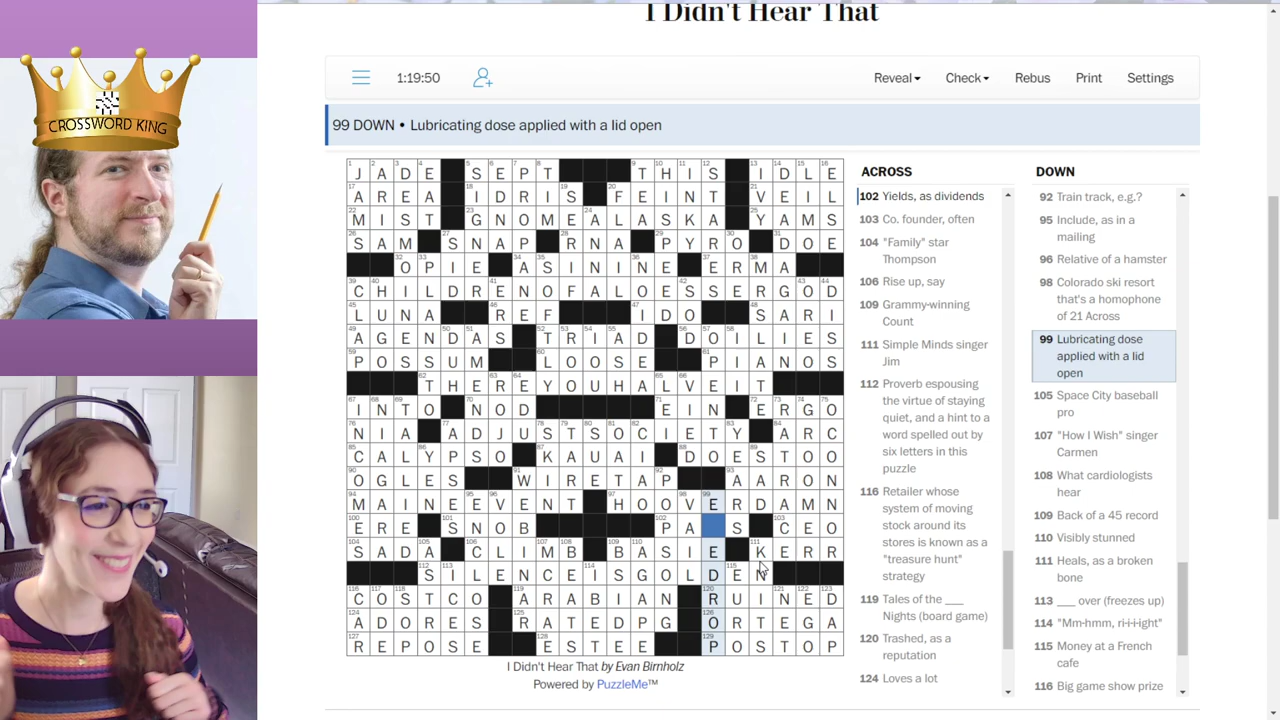 I Didn't Hear That
1:19:50
Reveal
Check
Rebus
Print
Settings
99 DOWN • Lubricating dose applied with a lid open
CROSSWORD KING
J A D E S E P T T H I S I D L E
A R E A I D R I S F E I N T V E I L
M I S T G N O M E A L A S K A Y A M S
S A M S N A P R N A P Y R O D O E
O P I E A S I N I N E E R M A
C H I L D R E N O F A L O E S S E R G O D
L U N A R E F I D O S A R I
A G E N D A S T R I A D D O I L I E S
P O S S U M L O O S E P I A N O S
T H E R E Y O U H A L V E I T
I N T O N O D E I N E R G O
N I A A D J U S T S O C I E T Y A R C
C A L Y P S O K A U A I D O E S T O O
O G L E S W I R E T A P A A R O N
M A I N E E V E N T H O O V E R D A M N
E R E S N O B P A S C E O
S A D A C L I M B B A S I E K E R R
S I L E N C E I S G O L D E N
C O S T C O A R A B I A N R U I N E D
A D O R E S R A T E D P G O R T E G A
R E P O S E E S T E E P O S T O P
I Didn't Hear That by Evan Birnholz
Powered by PuzzleMe™
ACROSS
102 Yields, as dividends
103 Co. founder, often
104 "Family" star
Thompson
106 Rise up, say
109 Grammy-winning
Count
111 Simple Minds singer
Jim
112 Proverb espousing
the virtue of staying
quiet, and a hint to a
word spelled out by
six letters in this
puzzle
116 Retailer whose
system of moving
stock around its
stores is known as a
"treasure hunt"
strategy
119 Tales of the ___
Nights (board game)
120 Trashed, as a
reputation
124 Loves a lot
DOWN
92 Train track, e.g.?
95 Include, as in a
mailing
96 Relative of a hamster
98 Colorado ski resort
that's a homophone
of 21 Across
99 Lubricating dose
applied with a lid
open
105 Space City baseball
pro
107 "How I Wish" singer
Carmen
108 What cardiologists
hear
109 Back of a 45 record
110 Visibly stunned
111 Heals, as a broken
bone
113 ___ over (freezes up)
114 "Mm-hmm, ri-i-i-ight"
115 Money at a French
cafe
116 Big game show prize